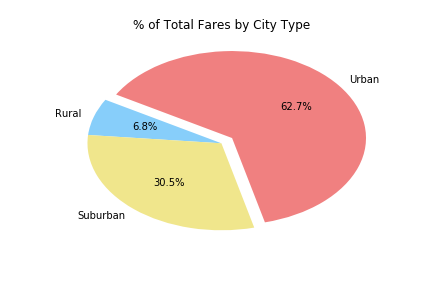 % of Total Fares by City Type
Urban
62.7%
Rural
6.8%
30.5%
Suburban